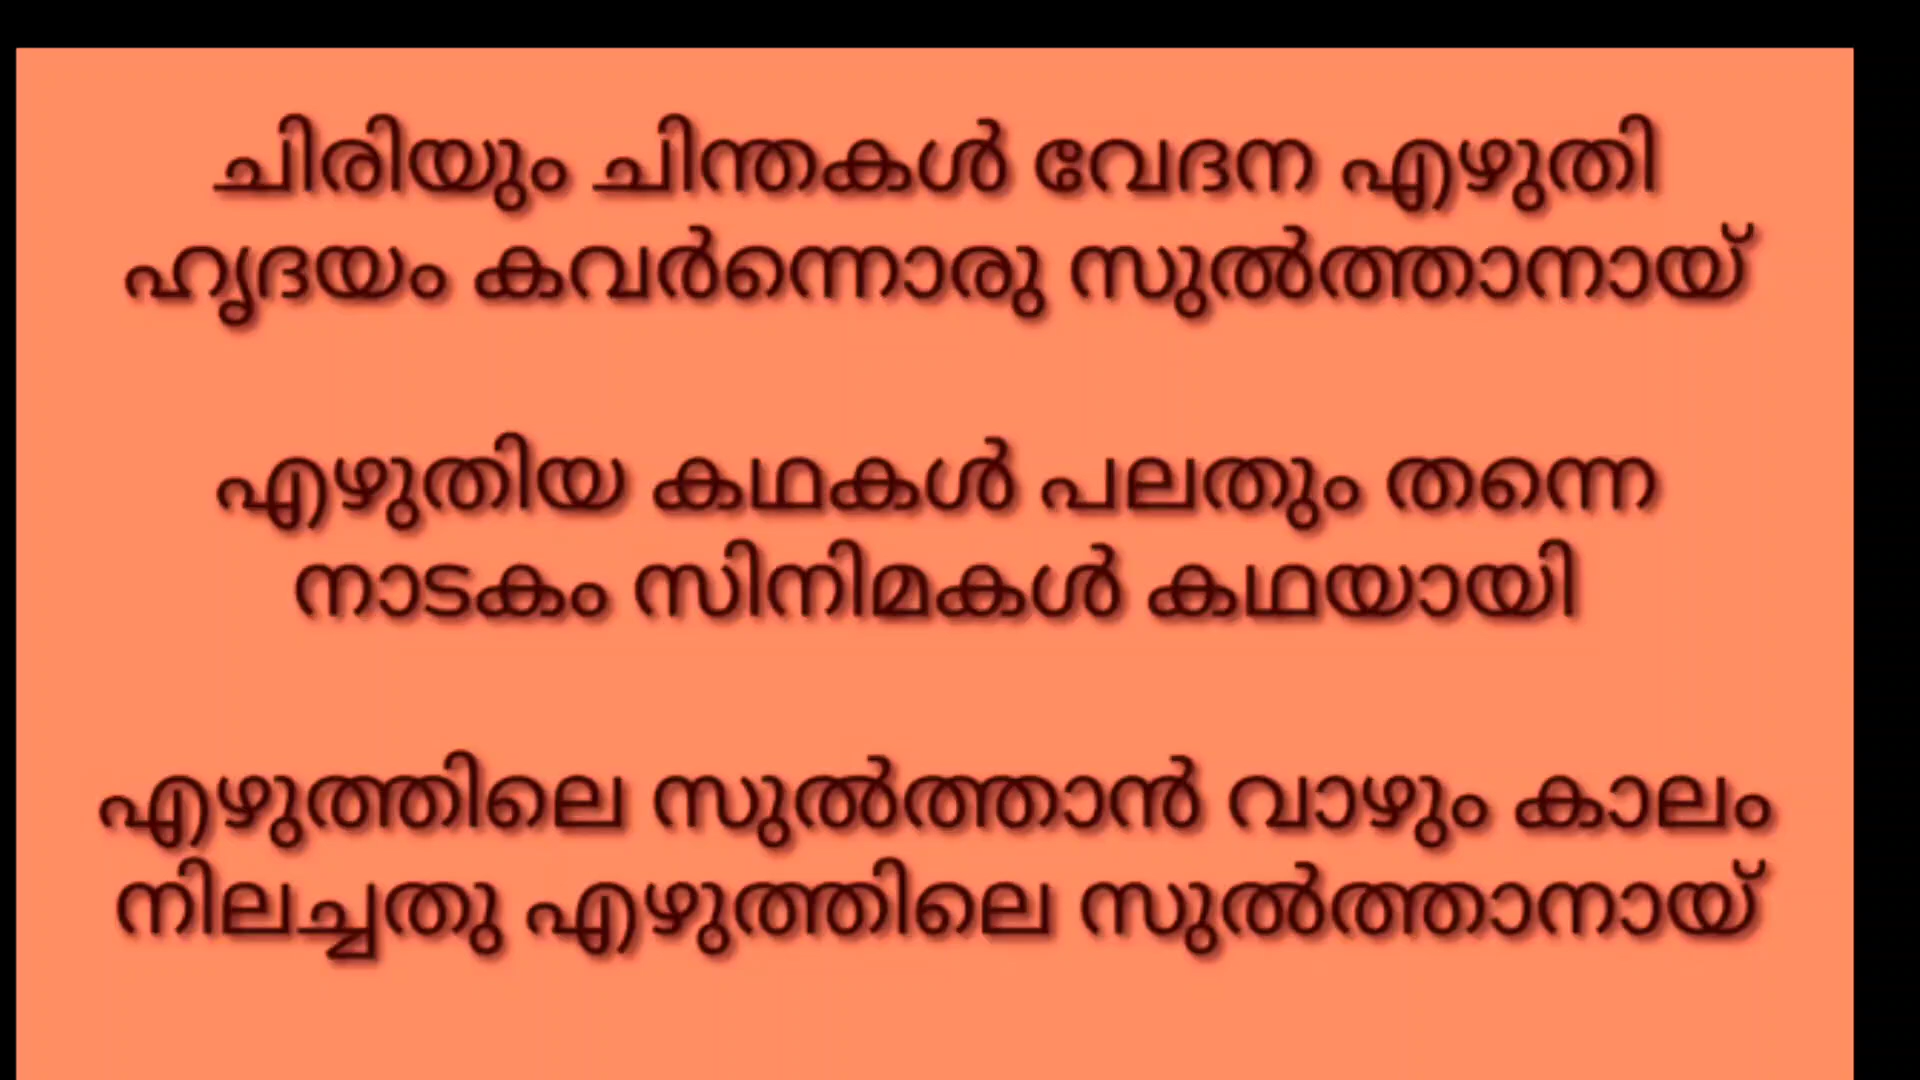 ചിരിയും ചിന്തകൾ വേദന എഴുതി
ഹൃദയം കവർന്നൊരു സുൽത്താനായ്
എഴുതിയ കഥകൾ പലതും തന്നെ
നാടകം സിനിമകൾ കഥയായി
എഴുത്തിലെ സുൽത്താൻ വാഴും കാലം
നിലച്ചതു എഴുത്തിലെ സുൽത്താനായ്